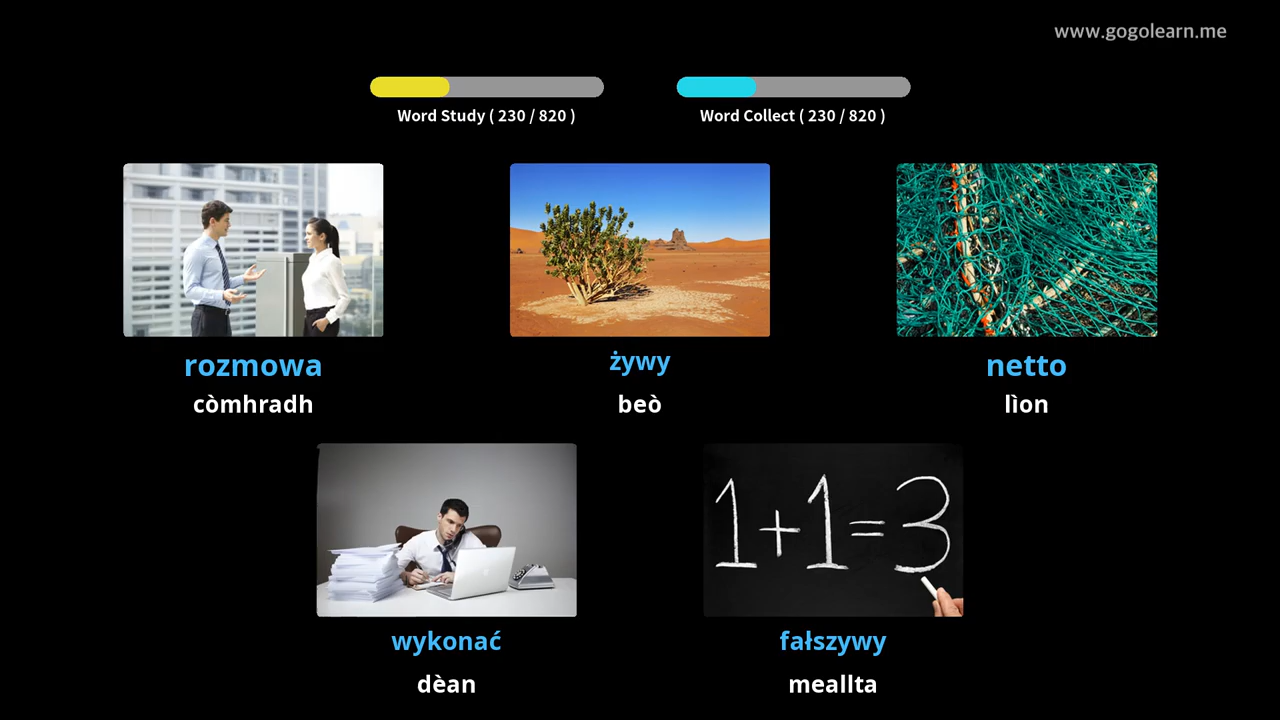 www.gogolearn.me
Word Study ( 230 / 820 )
Word Collect ( 230 / 820 )
rozmowa
còmhradh
żywy
beò
netto
lìon
1+1=3
wykonać
dèan
fałszywy
meallta